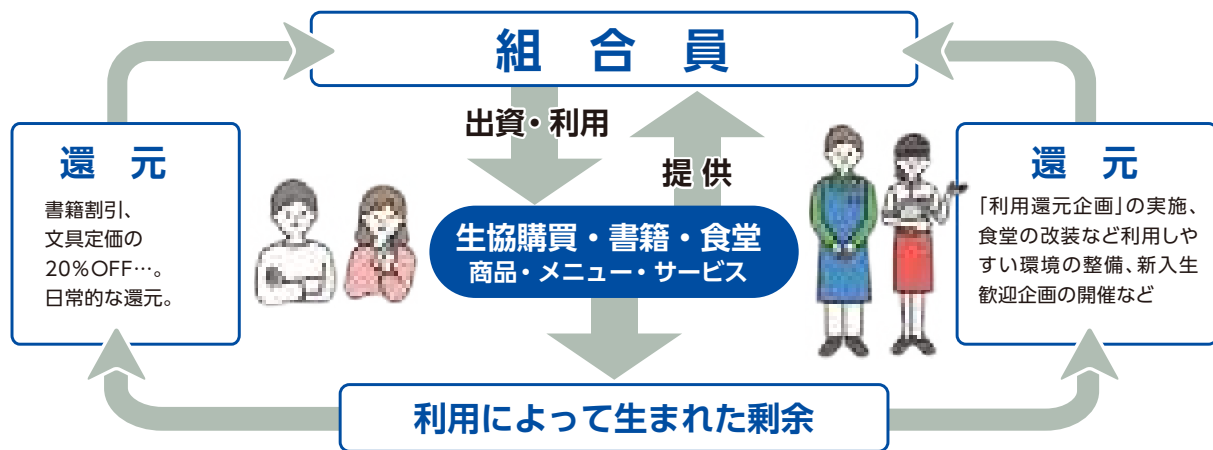 組 合 員
出資・利用
提 供
還 元
書籍割引、
文具定価の
20%OFF…。
日常的な還元。
生協購買・書籍・食堂
商品・メニュー・サービス
還 元
「利用還元企画」の実施、
食堂の改装など利用しや
すい環境の整備、新入生
歓迎企画の開催など
利用によって生まれた剰余